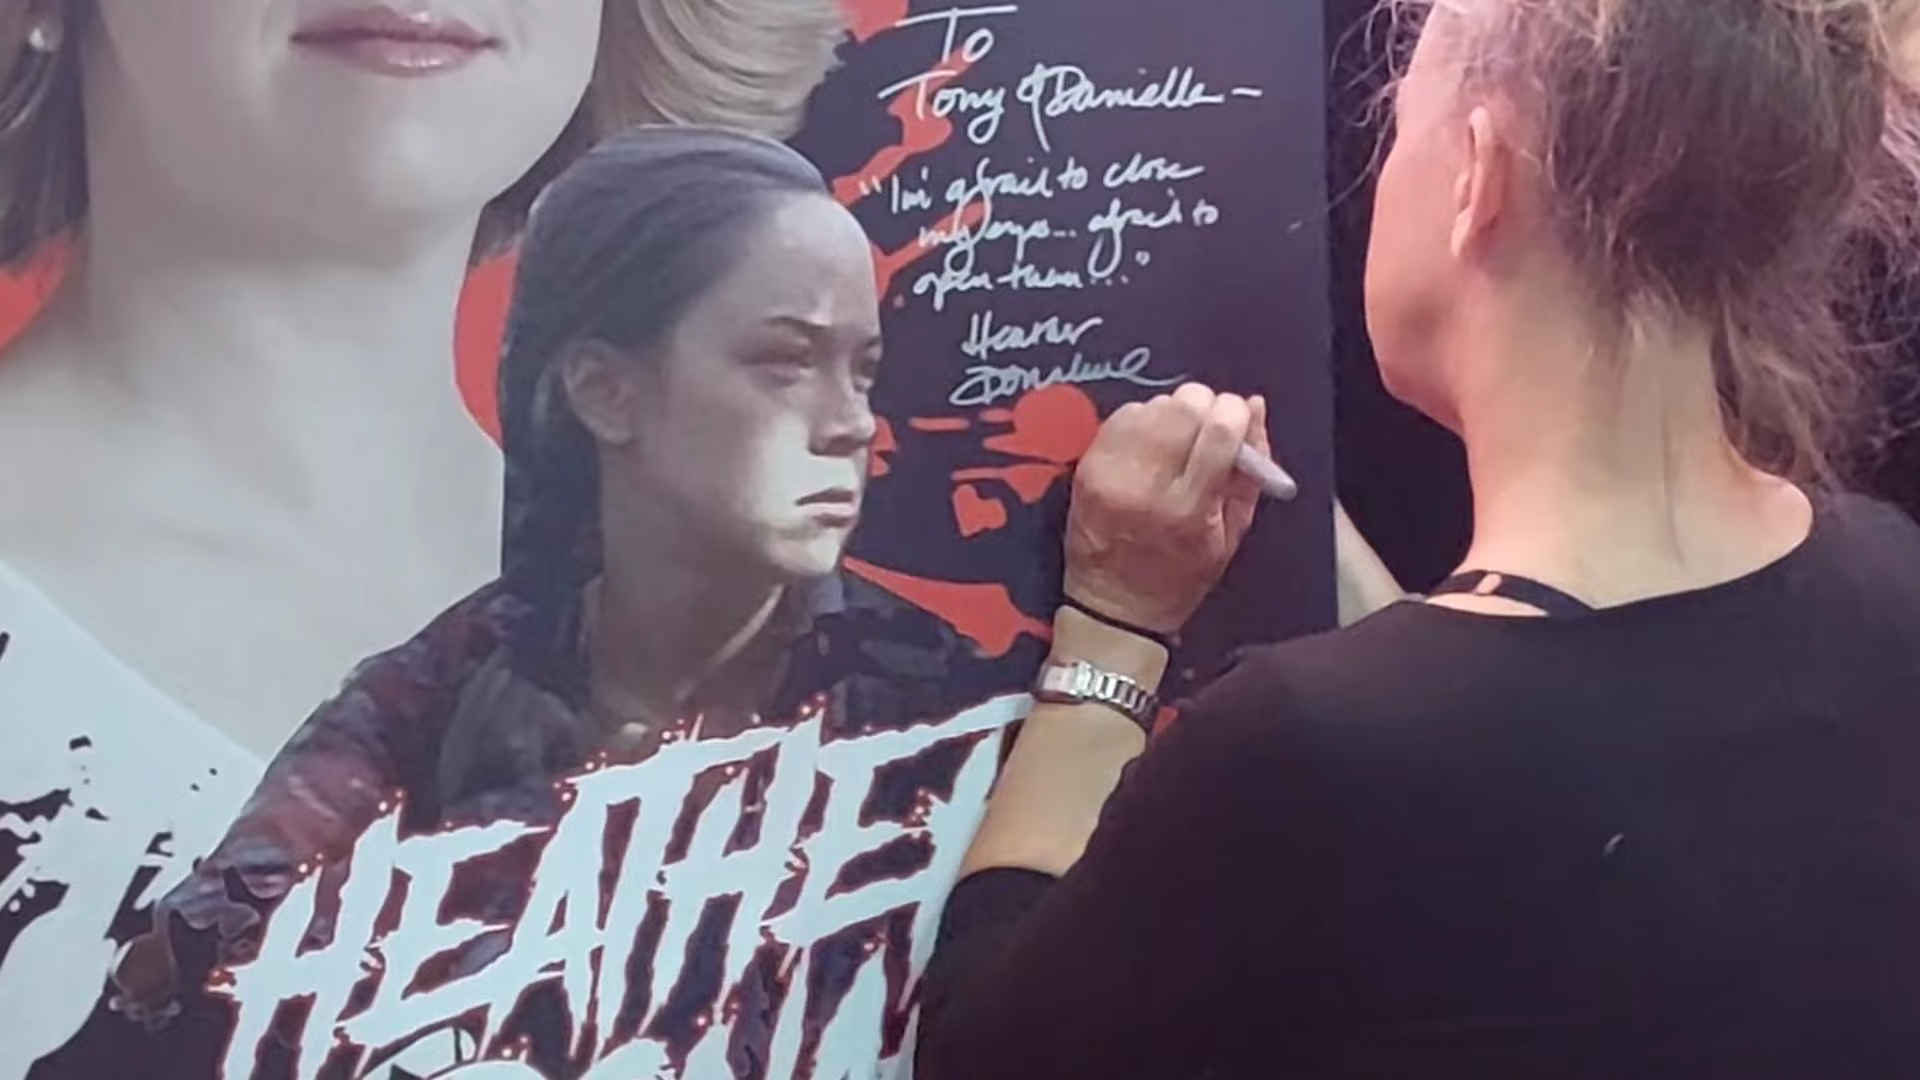 To
Tony & Danielle -
"I'm afraid to close
my eyes... afraid to
open them..."
Heather
Donahue
HEATHE